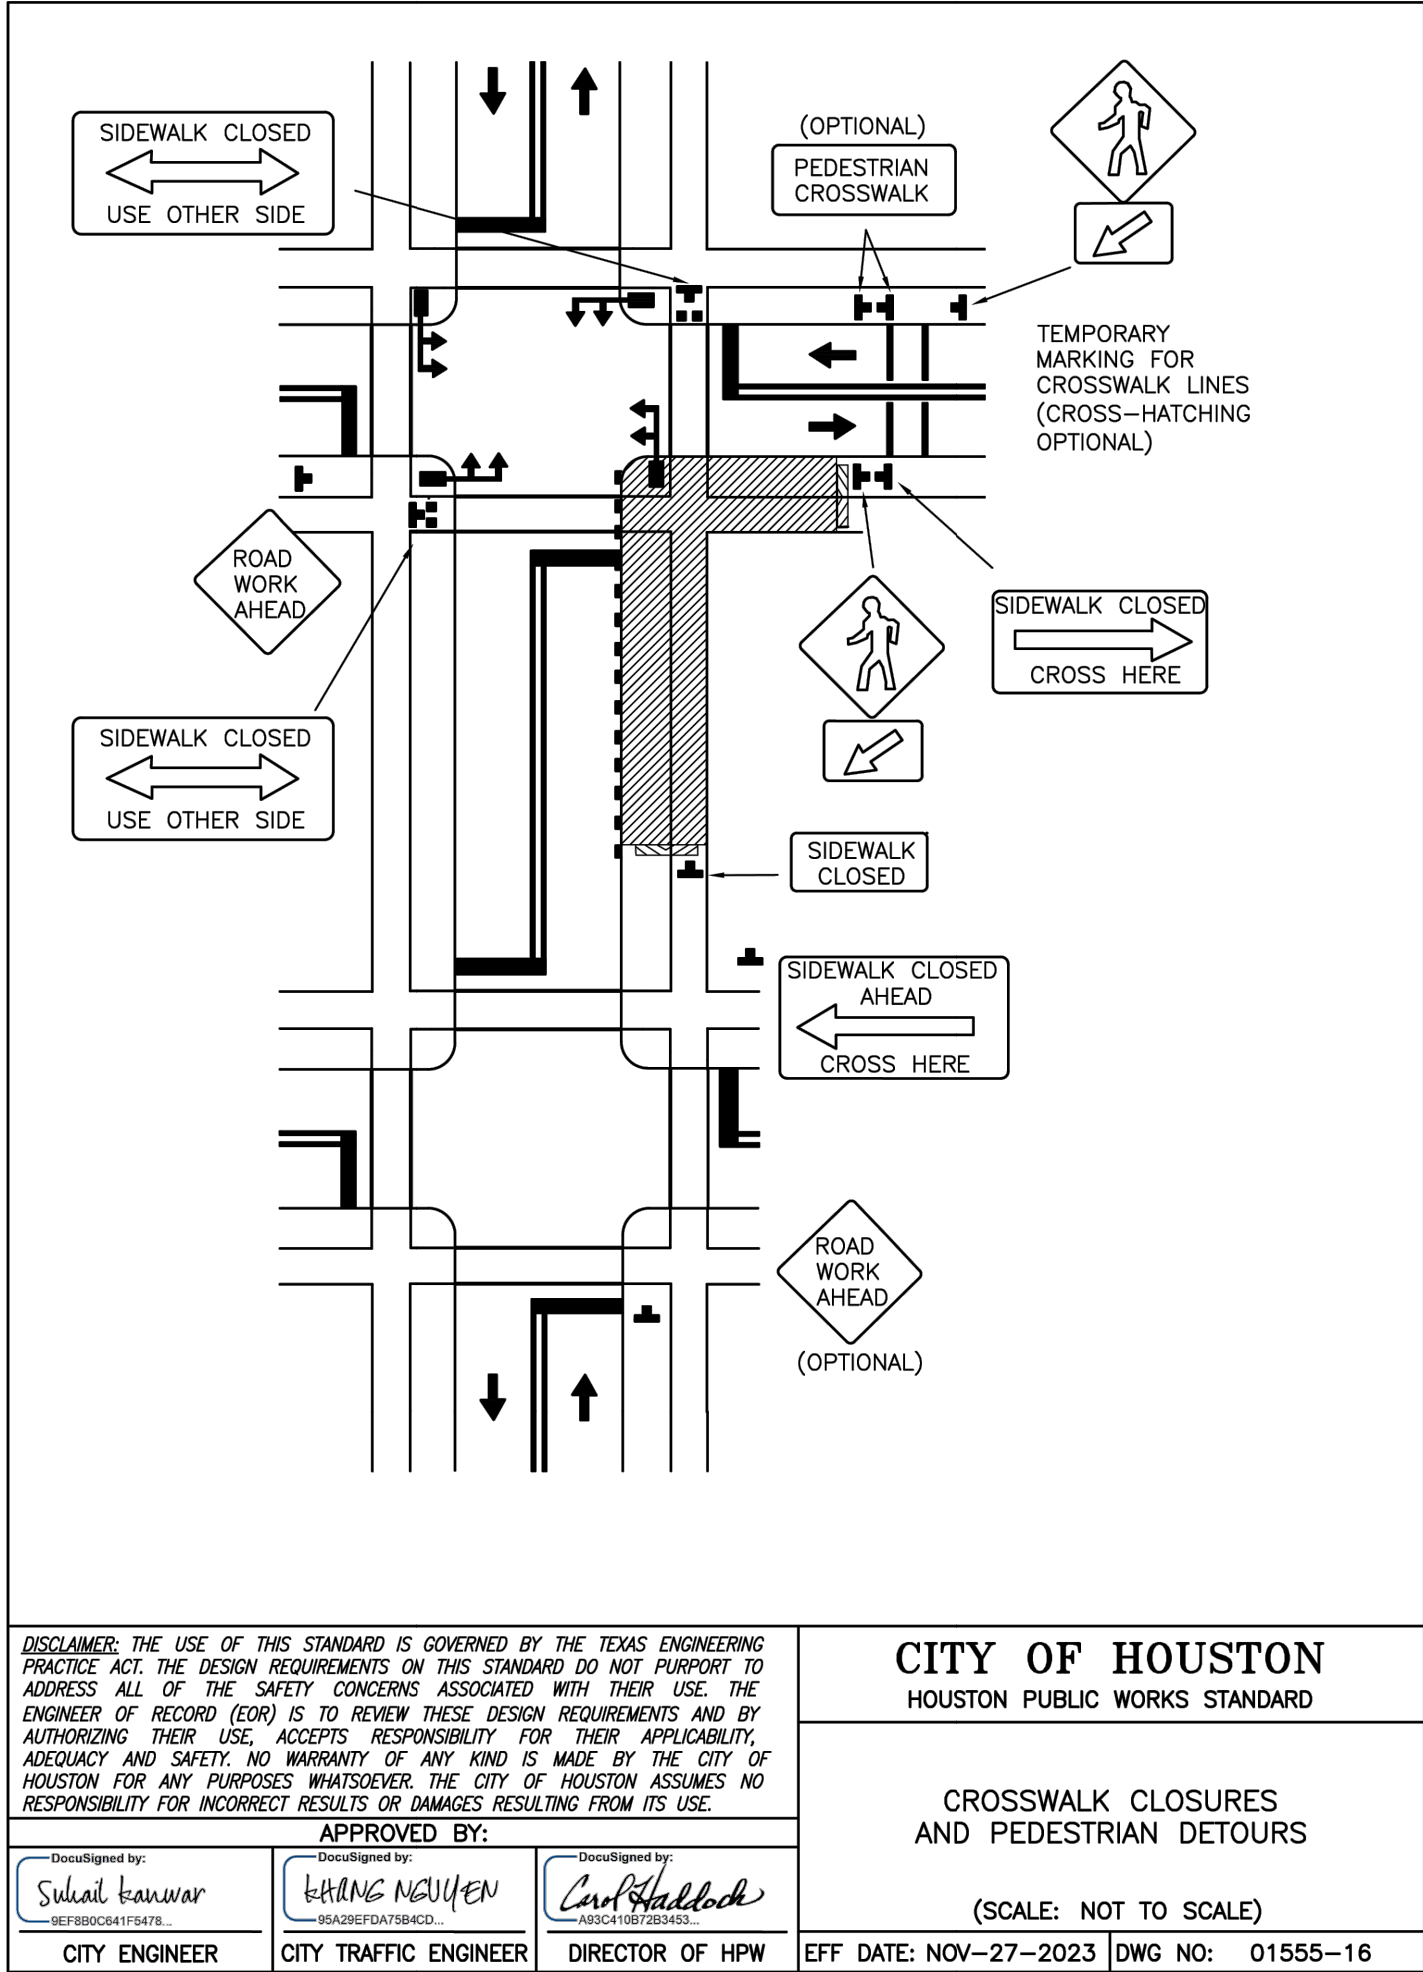 SIDEWALK CLOSED
USE OTHER SIDE
(OPTIONAL)
PEDESTRIAN
CROSSWALK
TEMPORARY
MARKING FOR
CROSSWALK LINES
(CROSS-HATCHING
OPTIONAL)
ROAD
WORK
AHEAD
SIDEWALK CLOSED
CROSS HERE
SIDEWALK CLOSED
USE OTHER SIDE
SIDEWALK
CLOSED
SIDEWALK CLOSED
AHEAD
CROSS HERE
ROAD
WORK
AHEAD
(OPTIONAL)
DISCLAIMER: THE USE OF THIS STANDARD IS GOVERNED BY THE TEXAS ENGINEERING
PRACTICE ACT. THE DESIGN REQUIREMENTS ON THIS STANDARD DO NOT PURPORT TO
ADDRESS ALL OF THE SAFETY CONCERNS ASSOCIATED WITH THEIR USE. THE
ENGINEER OF RECORD (EOR) IS TO REVIEW THESE DESIGN REQUIREMENTS AND BY
AUTHORIZING THEIR USE, ACCEPTS RESPONSIBILITY FOR THEIR APPLICABILITY,
ADEQUACY AND SAFETY. NO WARRANTY OF ANY KIND IS MADE BY THE CITY OF
HOUSTON FOR ANY PURPOSES WHATSOEVER. THE CITY OF HOUSTON ASSUMES NO
RESPONSIBILITY FOR INCORRECT RESULTS OR DAMAGES RESULTING FROM ITS USE.
APPROVED BY:
DocuSigned by:
Suhail Kanwar
9EF8B0C641F5478...
CITY ENGINEER
DocuSigned by:
KHANG NGUYEN
95A29EFDA75B4CD...
CITY TRAFFIC ENGINEER
DocuSigned by:
Carol Haddock
A93C410B72B3453...
DIRECTOR OF HPW
CITY OF HOUSTON
HOUSTON PUBLIC WORKS STANDARD
CROSSWALK CLOSURES
AND PEDESTRIAN DETOURS
(SCALE: NOT TO SCALE)
EFF DATE: NOV-27-2023
DWG NO: 01555-16